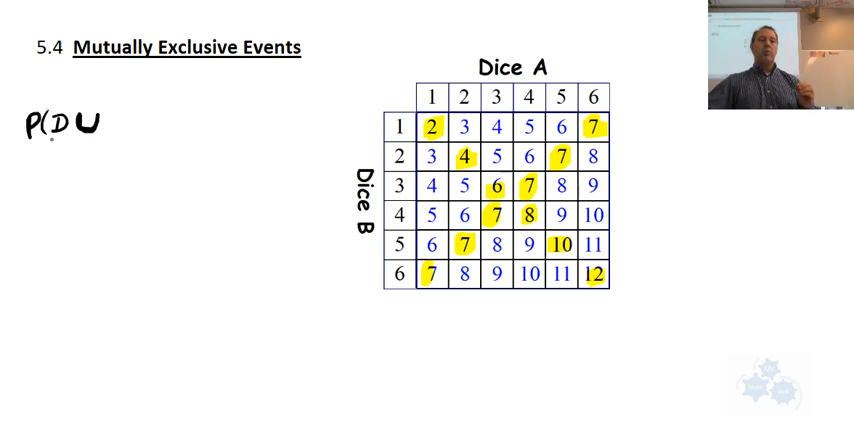 5.4 Mutually Exclusive Events
Dice A
1 2 3 4 5 6
1 2 3 4 5 6 7
2 3 4 5 6 7 8
3 4 5 6 7 8 9
4 5 6 7 8 9 10
5 6 7 8 9 10 11
6 7 8 9 10 11 12
Dice B
P(D U